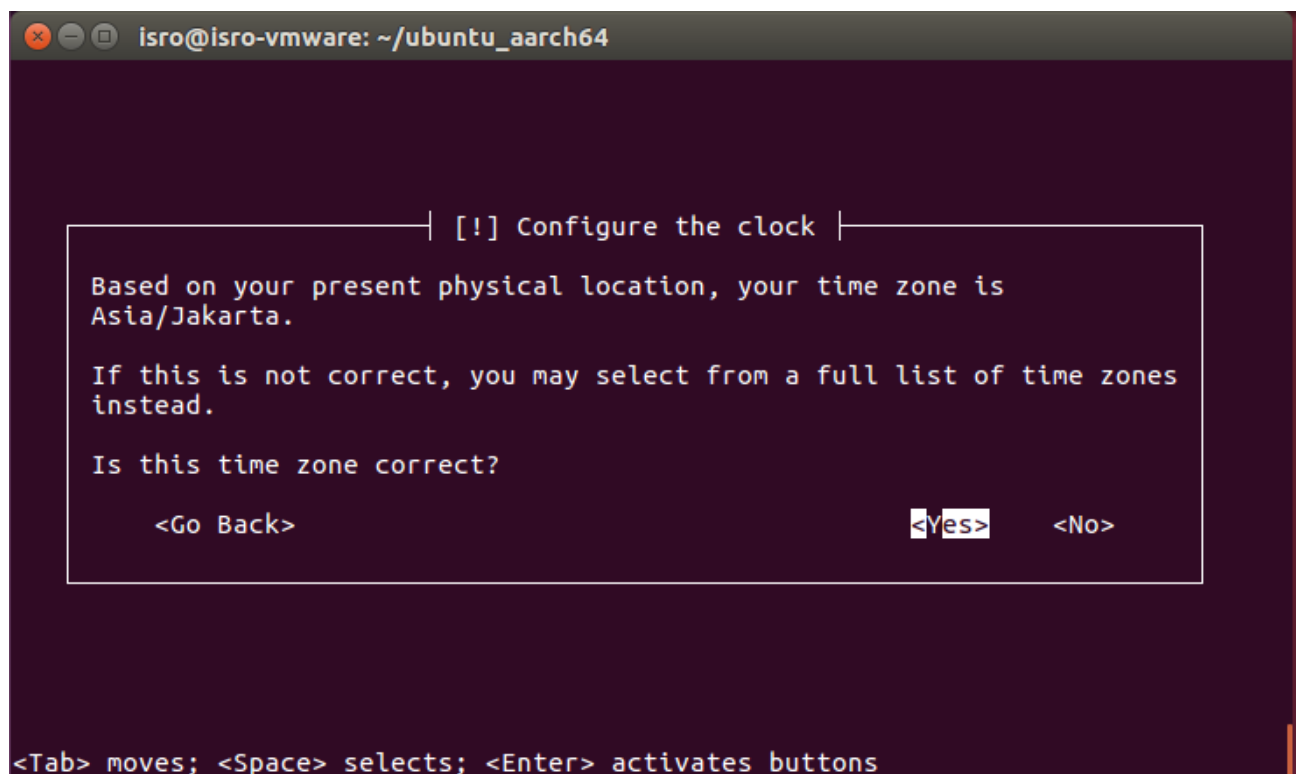 isro@isro-vmware: ~/ubuntu_aarch64
[!] Configure the clock
Based on your present physical location, your time zone is
Asia/Jakarta.
If this is not correct, you may select from a full list of time zones
instead.
Is this time zone correct?
<Go Back> <Yes> <No>
<Tab> moves; <Space> selects; <Enter> activates buttons